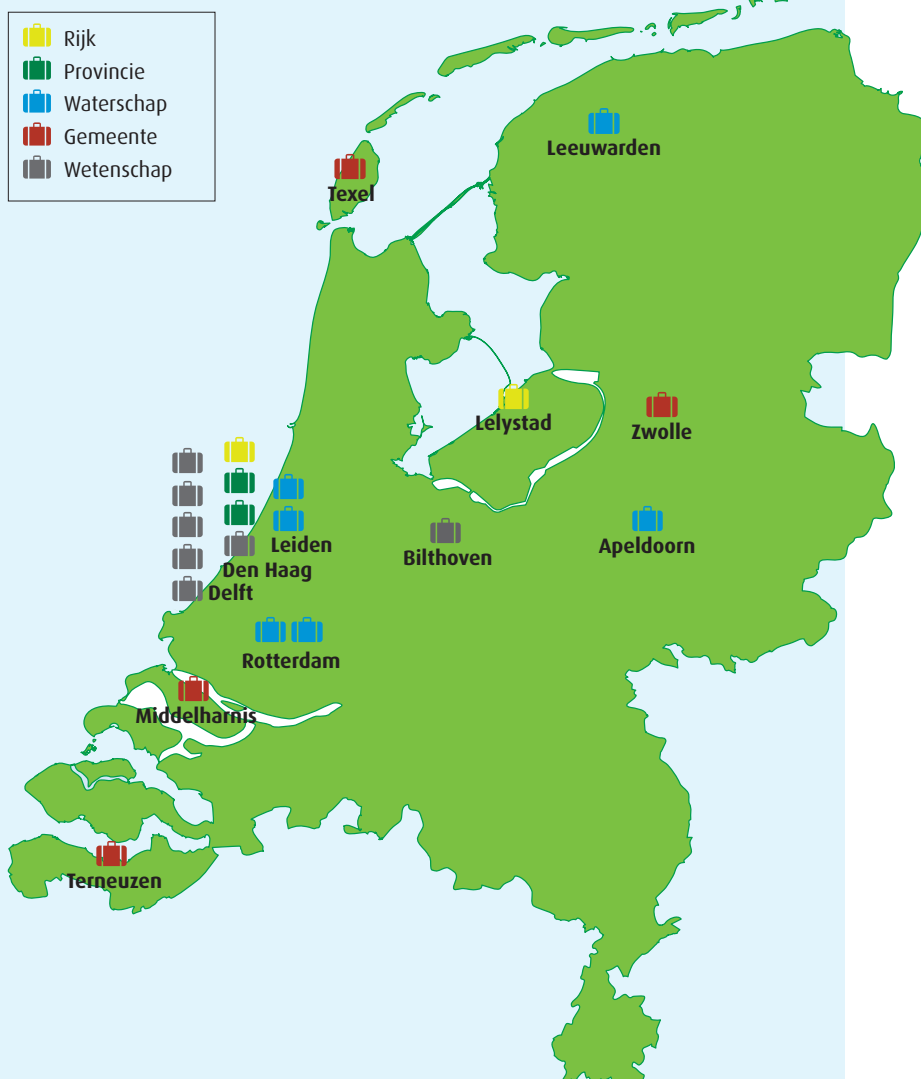 Rijk
Provincie
Waterschap
Gemeente
Wetenschap
Leeuwarden
Texel
Lelystad
Zwolle
Leiden
Bilthoven
Apeldoorn
Den Haag
Delft
Rotterdam
Middelharnis
Terneuzen